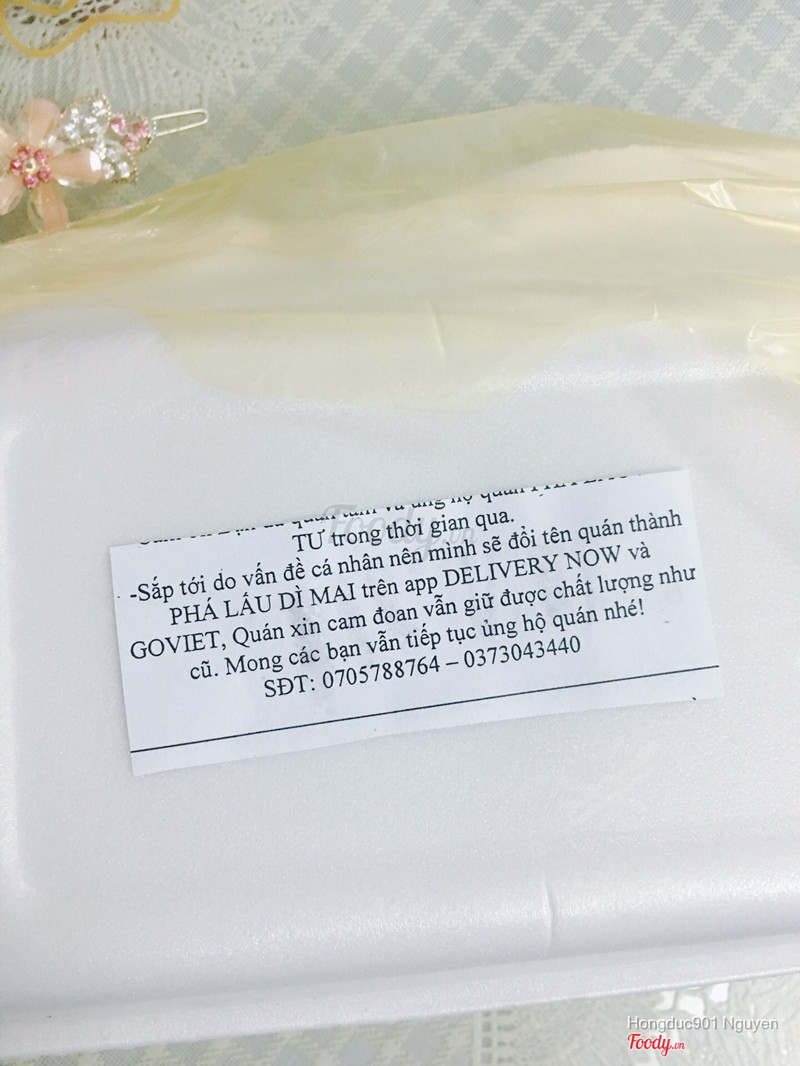 TƯ trong thời gian qua.
-Sắp tới do vấn đề cá nhân nên mình sẽ đổi tên quán thành
PHÁ LẤU DÌ MAI trên app DELIVERY NOW và
GOVIET, Quán xin cam đoan vẫn giữ được chất lượng như
cũ. Mong các bạn vẫn tiếp tục ủng hộ quán nhé!
SĐT: 0705788764 – 0373043440
Foody.vn
Hongduc901 Nguyen
Foody.vn